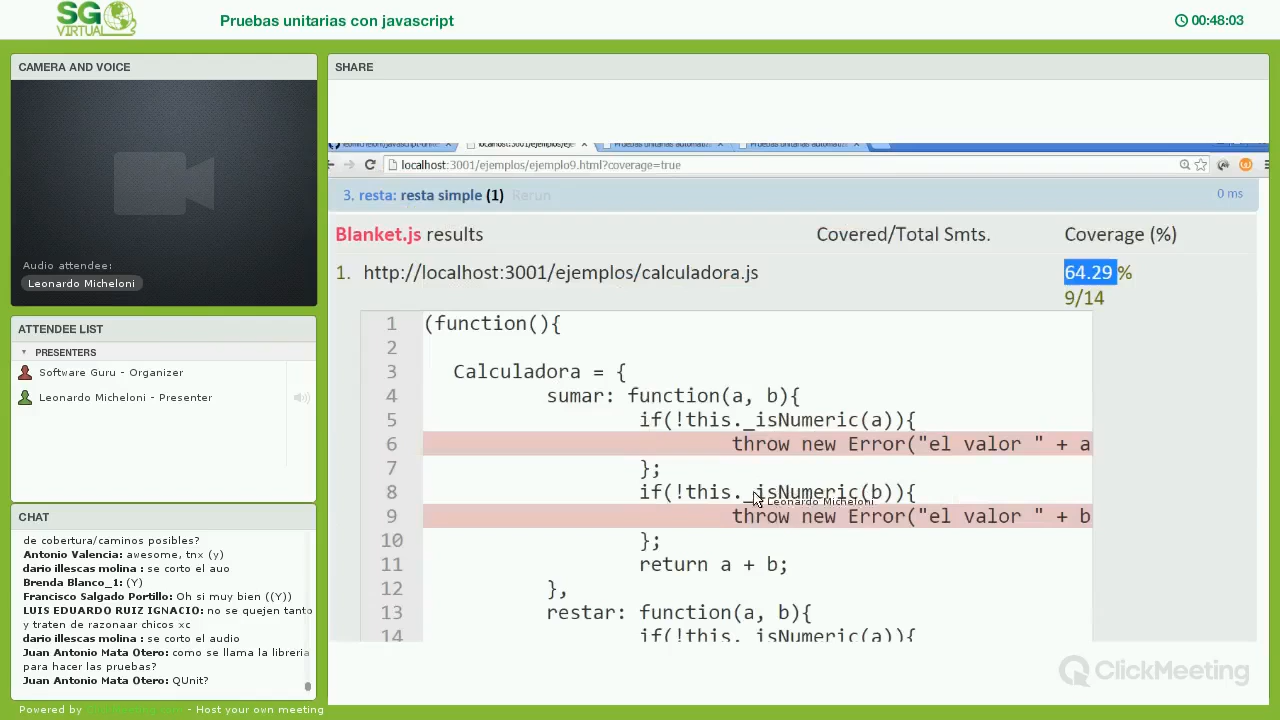 SG VIRTUAL
Pruebas unitarias con javascript
00:48:03
CAMERA AND VOICE
Audio attendee:
Leonardo Micheloni
ATTENDEE LIST
PRESENTERS
Software Guru - Organizer
Leonardo Micheloni - Presenter
CHAT
de cobertura/caminos posibles?
Antonio Valencia: awesome, tnx (y)
dario illescas molina : se corto el auo
Brenda Blanco_1: (Y)
Francisco Salgado Portillo: Oh si muy bien ((Y))
LUIS EDUARDO RUIZ IGNACIO: no se quejen tanto
y traten de razonaar chicos xc
dario illescas molina : se corto el audio
Juan Antonio Mata Otero: como se llama la libreria
para hacer las pruebas?
Juan Antonio Mata Otero: QUnit?
Powered by - Host your own meeting
SHARE
localhost:3001/ejemplos/ejemplo9.html?coverage=true
3. resta: resta simple (1) Rerun
0 ms
Blanket.js results Covered/Total Smts. Coverage (%)
1. http://localhost:3001/ejemplos/calculadora.js 64.29 %
9/14
1 (function(){
2
3 Calculadora = {
4 sumar: function(a, b){
5 if(!this._isNumeric(a)){
6 throw new Error("el valor " + a
7 };
8 if(!this._isNumeric(b)){
Leonardo Micheloni
9 throw new Error("el valor " + b
10 };
11 return a + b;
12 },
13 restar: function(a, b){
14 if(!this._isNumeric(a)){
ClickMeeting